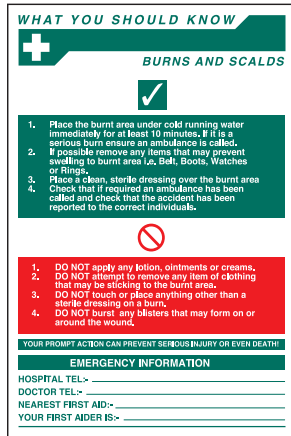 WHAT YOU SHOULD KNOW
BURNS AND SCALDS
1. Place the burnt area under cold running water
immediately for at least 10 minutes. If it is a
serious burn ensure an ambulance is called.
2. If possible remove any items that may prevent
swelling to burnt area i.e. Belt, Boots, Watches
or Rings.
3. Place a clean, sterile dressing over the burnt area
4. Check that if required an ambulance has been
called and check that the accident has been
reported to the correct individuals.
1. DO NOT apply any lotion, ointments or creams.
2. DO NOT attempt to remove any item of clothing
that may be sticking to the burnt area.
3. DO NOT touch or place anything other than a
sterile dressing on a burn.
4. DO NOT burst any blisters that may form on or
around the wound.
YOUR PROMPT ACTION CAN PREVENT SERIOUS INJURY OR EVEN DEATH!
EMERGENCY INFORMATION
HOSPITAL TEL:-
DOCTOR TEL:-
NEAREST FIRST AID:-
YOUR FIRST AIDER IS:-